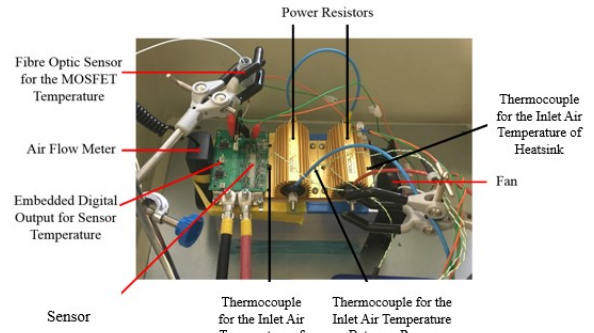 Power Resistors
Fibre Optic Sensor
for the MOSFET
Temperature
Thermocouple
for the Inlet Air
Temperature of
Heatsink
Air Flow Meter
Fan
Embedded Digital
Output for Sensor
Temperature
Sensor
Thermocouple
for the Inlet Air
Thermocouple for the
Inlet Air Temperature